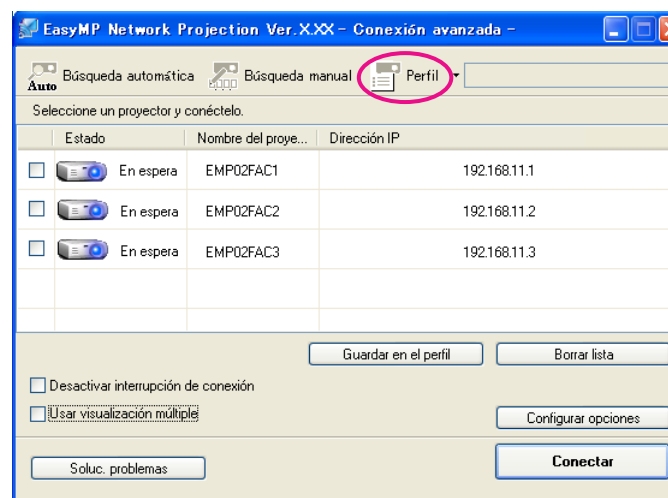 EasyMP Network Projection Ver.X.XX - Conexión avanzada -
Auto Búsqueda automática Búsqueda manual Perfil
Seleccione un proyector y conéctelo.
Estado Nombre del proye... Dirección IP
En espera EMP02FAC1 192.168.11.1
En espera EMP02FAC2 192.168.11.2
En espera EMP02FAC3 192.168.11.3
Guardar en el perfil Borrar lista
Desactivar interrupción de conexión
Usar visualización múltiple
Configurar opciones
Soluc. problemas Conectar